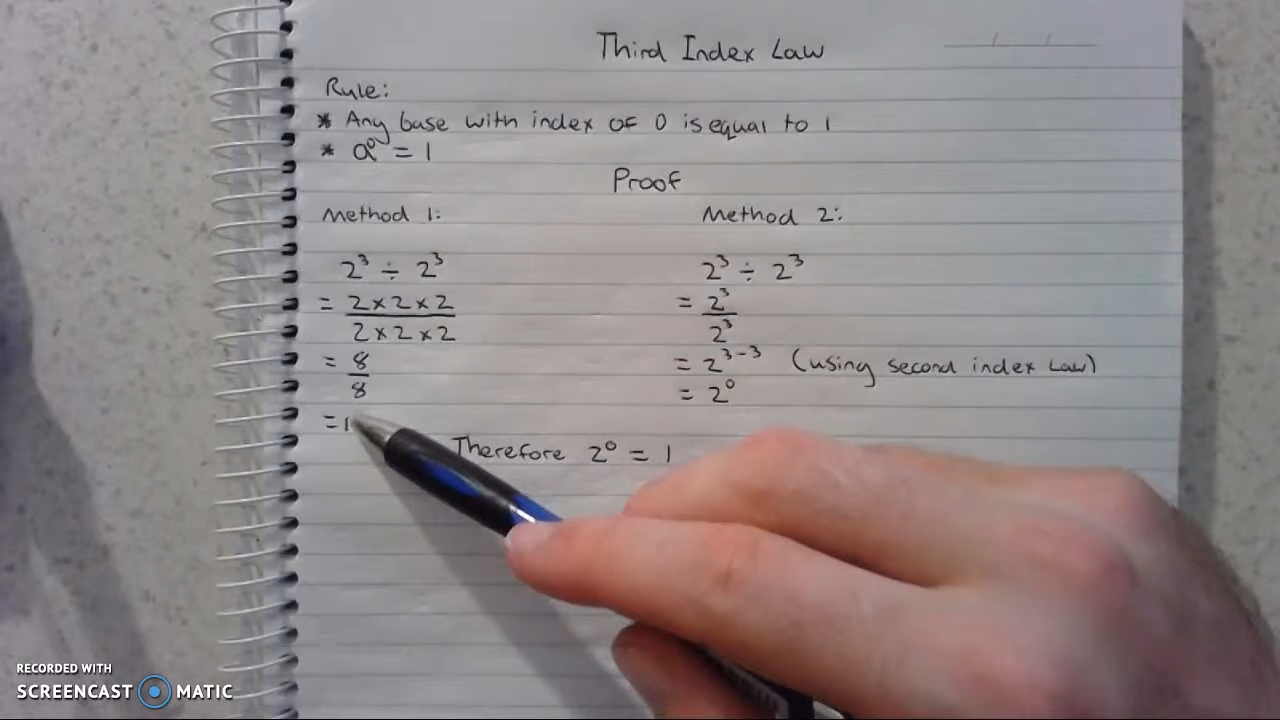 Third Index Law
Rule:
* Any base with index of 0 is equal to 1
* a⁰ = 1
Proof
Method 1:
2³ ÷ 2³
= 2 × 2 × 2
2 × 2 × 2
= 8
8
= 1
Method 2:
2³ ÷ 2³
= 2³
2³
= 2³⁻³ (using second index Law)
= 2⁰
Therefore 2⁰ = 1
RECORDED WITH
SCREENCAST MATIC